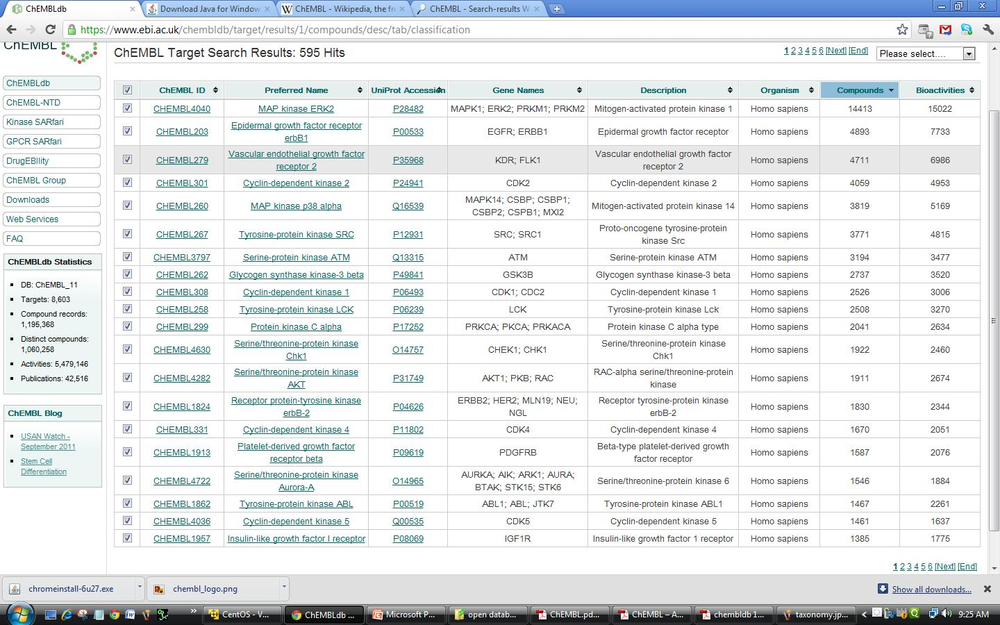 ChEMBLdb
Download Java for Window
ChEMBL - Wikipedia, the fr
ChEMBL - Search-results W
https://www.ebi.ac.uk/chembldb/target/results/1/compounds/desc/tab/classification
ChEMBL
ChEMBL Target Search Results: 595 Hits
1 2 3 4 5 6 [Next] [End]
Please select....
ChEMBLdb
ChEMBL-NTD
Kinase SARfari
GPCR SARfari
DrugEBIlity
ChEMBL Group
Downloads
Web Services
FAQ
ChEMBLdb Statistics
DB: ChEMBL_11
Targets: 8,603
Compound records:
1,195,368
Distinct compounds:
1,060,258
Activities: 5,479,146
Publications: 42,516
ChEMBL Blog
USAN Watch -
September 2011
Stem Cell
Differentiation
ChEMBL ID Preferred Name UniProt Accession Gene Names Description Organism Compounds Bioactivities
CHEMBL4040 MAP kinase ERK2 P28482 MAPK1; ERK2; PRKM1; PRKM2 Mitogen-activated protein kinase 1 Homo sapiens 14413 15022
CHEMBL203 Epidermal growth factor receptor
erbB1 P00533 EGFR; ERBB1 Epidermal growth factor receptor Homo sapiens 4893 7733
CHEMBL279 Vascular endothelial growth factor
receptor 2 P35968 KDR; FLK1 Vascular endothelial growth factor
receptor 2 Homo sapiens 4711 6986
CHEMBL301 Cyclin-dependent kinase 2 P24941 CDK2 Cyclin-dependent kinase 2 Homo sapiens 4059 4953
CHEMBL260 MAP kinase p38 alpha Q16539 MAPK14; CSBP; CSBP1;
CSBP2; CSPB1; MXI2 Mitogen-activated protein kinase 14 Homo sapiens 3819 5169
CHEMBL267 Tyrosine-protein kinase SRC P12931 SRC; SRC1 Proto-oncogene tyrosine-protein
kinase Src Homo sapiens 3771 4815
CHEMBL3797 Serine-protein kinase ATM Q13315 ATM Serine-protein kinase ATM Homo sapiens 3194 3477
CHEMBL262 Glycogen synthase kinase-3 beta P49841 GSK3B Glycogen synthase kinase-3 beta Homo sapiens 2737 3520
CHEMBL308 Cyclin-dependent kinase 1 P06493 CDK1; CDC2 Cyclin-dependent kinase 1 Homo sapiens 2526 3006
CHEMBL258 Tyrosine-protein kinase LCK P06239 LCK Tyrosine-protein kinase Lck Homo sapiens 2508 3270
CHEMBL299 Protein kinase C alpha P17252 PRKCA; PKCA; PRKACA Protein kinase C alpha type Homo sapiens 2041 2634
CHEMBL4630 Serine/threonine-protein kinase
Chk1 O14757 CHEK1; CHK1 Serine/threonine-protein kinase
Chk1 Homo sapiens 1922 2460
CHEMBL4282 Serine/threonine-protein kinase
AKT P31749 AKT1; PKB; RAC RAC-alpha serine/threonine-protein
kinase Homo sapiens 1911 2674
CHEMBL1824 Receptor protein-tyrosine kinase
erbB-2 P04626 ERBB2; HER2; MLN19; NEU;
NGL Receptor tyrosine-protein kinase
erbB-2 Homo sapiens 1830 2344
CHEMBL331 Cyclin-dependent kinase 4 P11802 CDK4 Cyclin-dependent kinase 4 Homo sapiens 1670 2051
CHEMBL1913 Platelet-derived growth factor
receptor beta P09619 PDGFRB Beta-type platelet-derived growth
factor receptor Homo sapiens 1587 2076
CHEMBL4722 Serine/threonine-protein kinase
Aurora-A O14965 AURKA; AIK; ARK1; AURA;
BTAK; STK15; STK6 Serine/threonine-protein kinase 6 Homo sapiens 1546 1884
CHEMBL1862 Tyrosine-protein kinase ABL P00519 ABL1; ABL; JTK7 Tyrosine-protein kinase ABL1 Homo sapiens 1467 2261
CHEMBL4036 Cyclin-dependent kinase 5 Q00535 CDK5 Cyclin-dependent kinase 5 Homo sapiens 1461 1637
CHEMBL1957 Insulin-like growth factor I receptor P08069 IGF1R Insulin-like growth factor 1 receptor Homo sapiens 1385 1775
1 2 3 4 5 6 [Next] [End]
chromeinstall-6u27.exe
chembl_logo.png
Show all downloads...
CentOS - V...
ChEMBLdb ...
Microsoft P...
open datab...
ChEMBL.pd...
ChEMBL – A...
chembldb 1...
taxonomy.jp...
9:25 AM